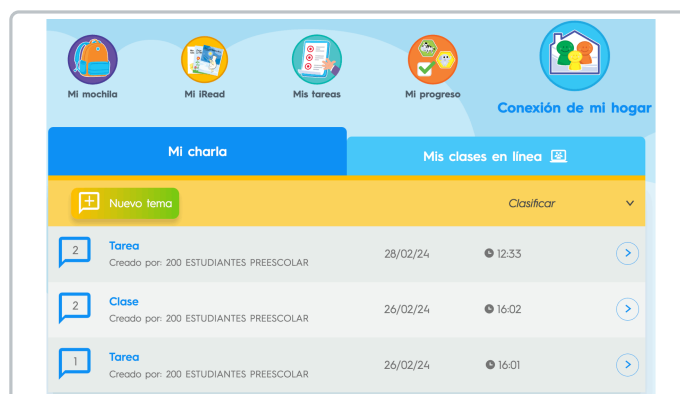 Mi mochila
Mi iRead
Mis tareas
Mi progreso
Conexión de mi hogar
Mi charla
Mis clases en línea
Nuevo tema
Clasificar
2
Tarea
Creado por: 200 ESTUDIANTES PREESCOLAR
28/02/24
12:33
2
Clase
Creado por: 200 ESTUDIANTES PREESCOLAR
26/02/24
16:02
1
Tarea
Creado por: 200 ESTUDIANTES PREESCOLAR
26/02/24
16:01